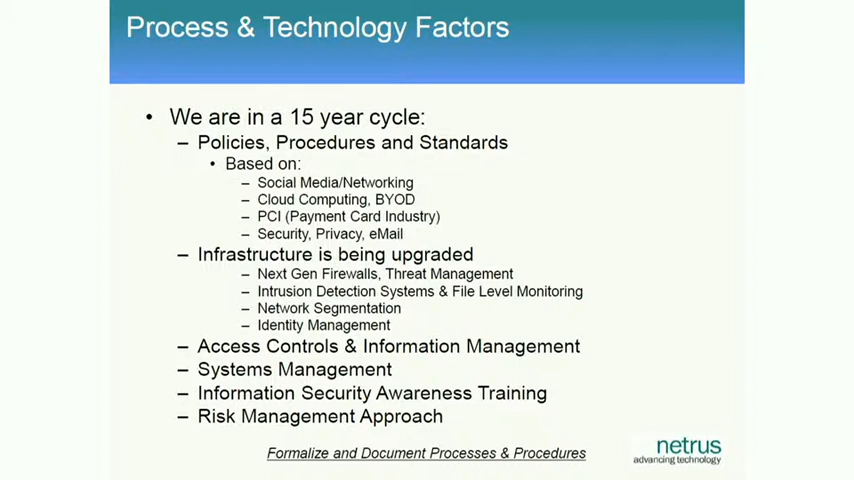 Process & Technology Factors
• We are in a 15 year cycle:
– Policies, Procedures and Standards
• Based on:
– Social Media/Networking
– Cloud Computing, BYOD
– PCI (Payment Card Industry)
– Security, Privacy, eMail
– Infrastructure is being upgraded
– Next Gen Firewalls, Threat Management
– Intrusion Detection Systems & File Level Monitoring
– Network Segmentation
– Identity Management
– Access Controls & Information Management
– Systems Management
– Information Security Awareness Training
– Risk Management Approach
Formalize and Document Processes & Procedures
netrus
advancing technology